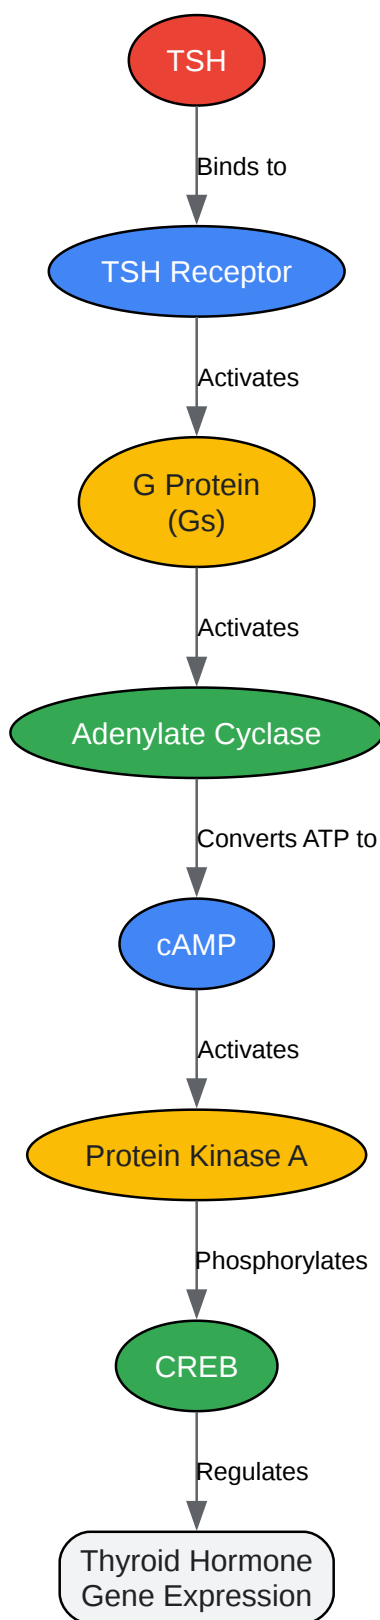 TSH
Binds to
TSH Receptor
Activates
G Protein
(Gs)
Activates
Adenylate Cyclase
Converts ATP to
cAMP
Activates
Protein Kinase A
Phosphorylates
CREB
Regulates
Thyroid Hormone
Gene Expression